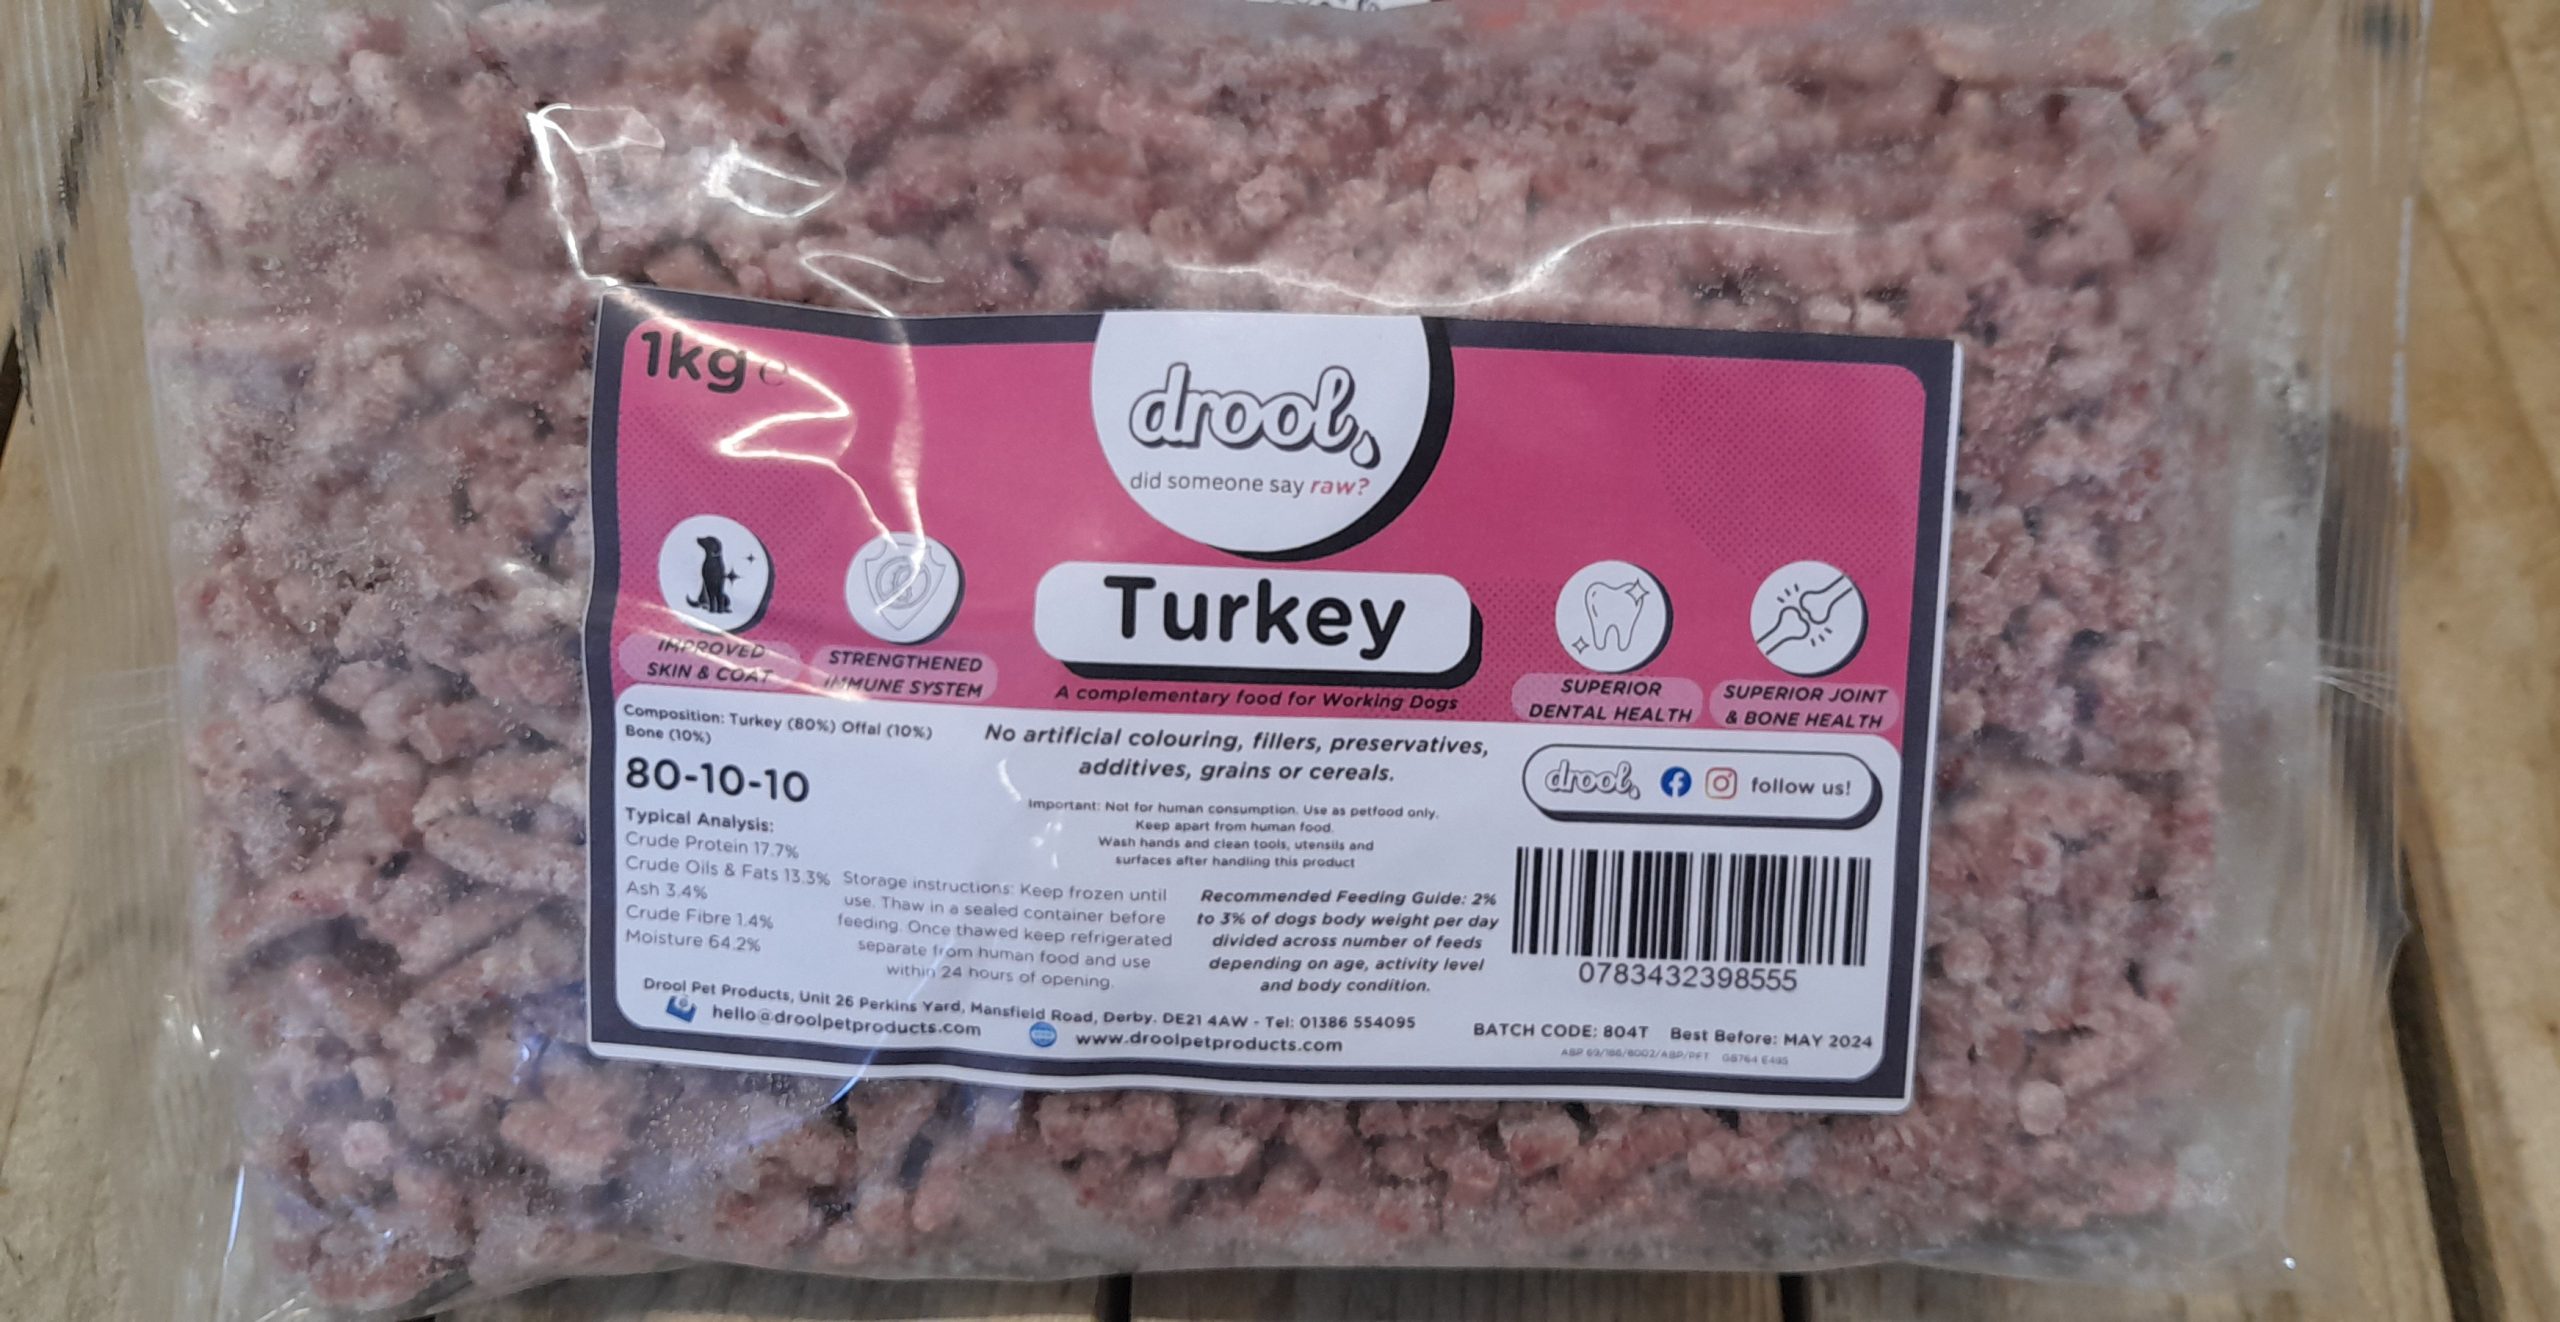 1kg e
drool
did someone say raw?
Turkey
A complementary food for Working Dogs
IMPROVED
SKIN & COAT
STRENGTHENED
IMMUNE SYSTEM
SUPERIOR
DENTAL HEALTH
SUPERIOR JOINT
& BONE HEALTH
Composition: Turkey (80%) Offal (10%)
Bone (10%)
80-10-10
Typical Analysis:
Crude Protein 17.7%
Crude Oils & Fats 13.3%
Ash 3.4%
Crude Fibre 1.4%
Moisture 64.2%
No artificial colouring, fillers, preservatives,
additives, grains or cereals.
Important: Not for human consumption. Use as petfood only.
Keep apart from human food.
Wash hands and clean tools, utensils and
surfaces after handling this product
Storage instructions: Keep frozen until
use. Thaw in a sealed container before
feeding. Once thawed keep refrigerated
separate from human food and use
within 24 hours of opening.
Recommended Feeding Guide: 2%
to 3% of dogs body weight per day
divided across number of feeds
depending on age, activity level
and body condition.
drool follow us!
0783432398555
Drool Pet Products, Unit 26 Perkins Yard, Mansfield Road, Derby. DE21 4AW - Tel: 01386 554095
hello@droolpetproducts.com
www.droolpetproducts.com
BATCH CODE: 804T Best Before: MAY 2024